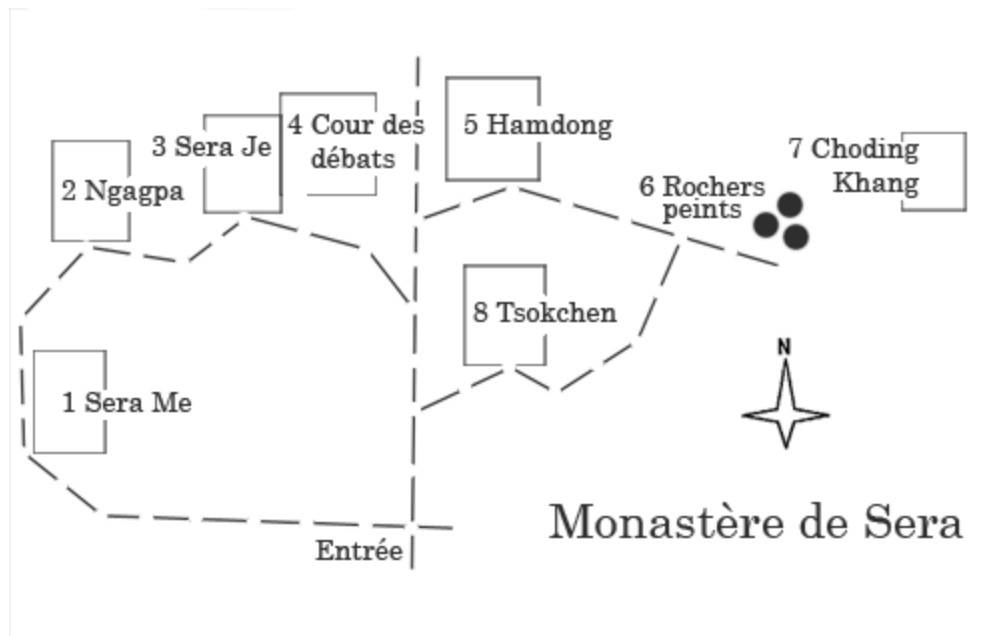 4 Cour des
débats
5 Hamdong
3 Sera Je
7 Choding
Khang
2 Ngagpa
6 Rochers
peints
8 Tsokchen
N
1 Sera Me
Monastère de Sera
Entrée